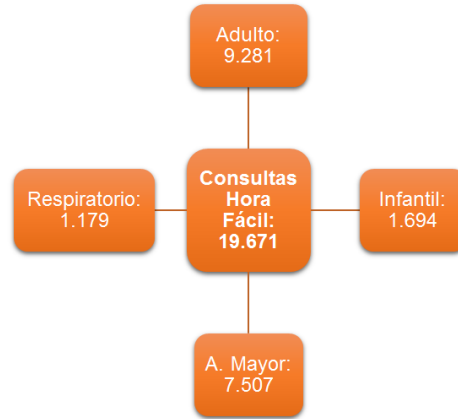 Adulto:
9.281
Respiratorio:
1.179
Consultas
Hora
Fácil:
19.671
Infantil:
1.694
A. Mayor:
7.507